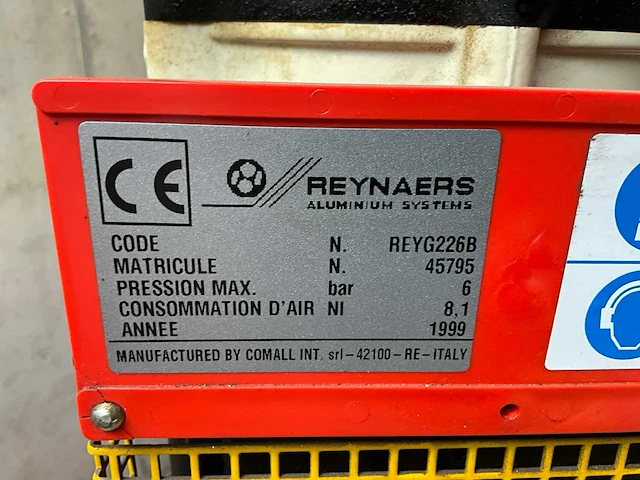 CE
REYNAERS
ALUMINIUM SYSTEMS
CODE N. REYG226B
MATRICULE N. 45795
PRESSION MAX. bar 6
CONSOMMATION D'AIR Nl 8,1
ANNEE 1999
MANUFACTURED BY COMALL INT. srl-42100-RE-ITALY